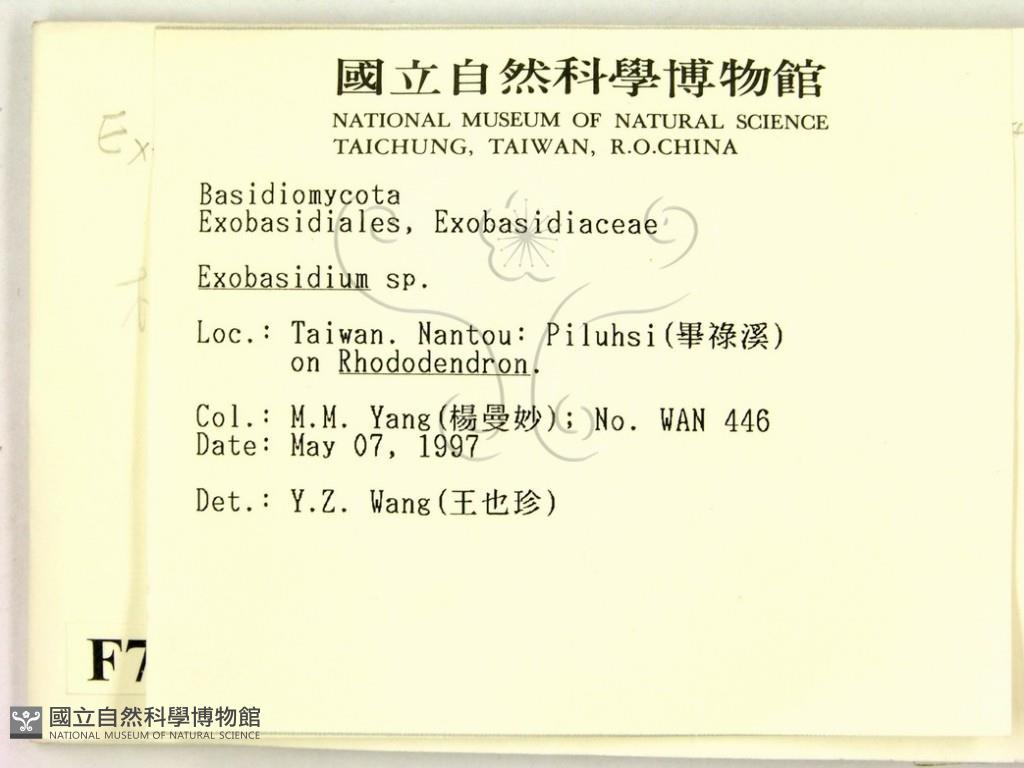 國立自然科學博物館
NATIONAL MUSEUM OF NATURAL SCIENCE
TAICHUNG, TAIWAN, R.O.CHINA
Basidiomycota
Exobasidiales, Exobasidiaceae
Exobasidium sp.
Loc.: Taiwan. Nantou: Piluhsi(畢祿溪)
on Rhododendron.
Col.: M.M. Yang(楊曼妙); No. WAN 446
Date: May 07, 1997
Det.: Y.Z. Wang(王也珍)
Ex
F7
國立自然科學博物館
NATIONAL MUSEUM OF NATURAL SCIENCE